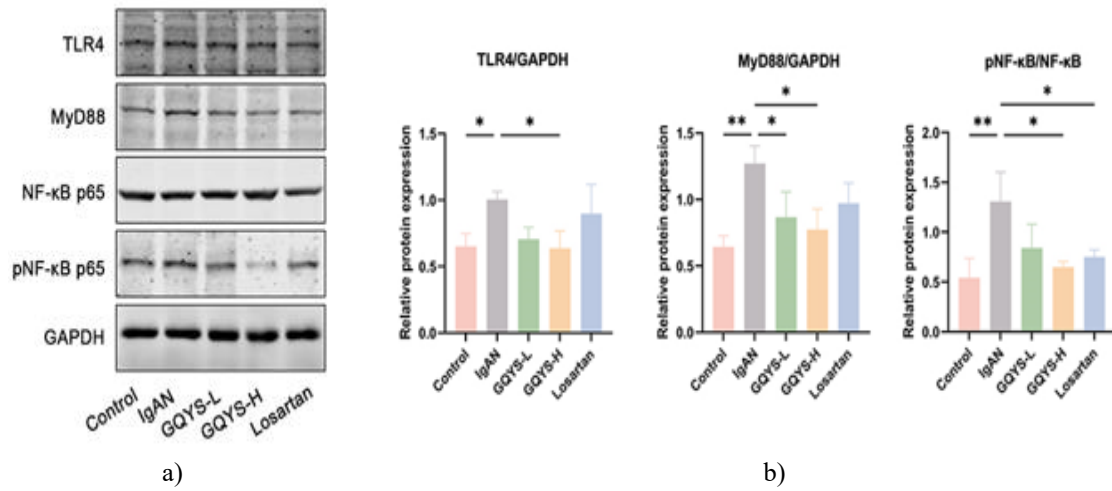 TLR4
MyD88
NF-κB p65
pNF-κB p65
GAPDH
Control
IgAN
GQYS-L
GQYS-H
Losartan
a)
TLR4/GAPDH
Relative protein expression
1.5
1.0
0.5
0.0
*
*
Control
IgAN
GQYS-L
GQYS-H
Losartan
MyD88/GAPDH
Relative protein expression
1.5
1.0
0.5
0.0
*
**
*
Control
IgAN
GQYS-L
GQYS-H
Losartan
pNF-κB/NF-κB
Relative protein expression
2.0
1.5
1.0
0.5
0.0
*
**
*
Control
IgAN
GQYS-L
GQYS-H
Losartan
b)